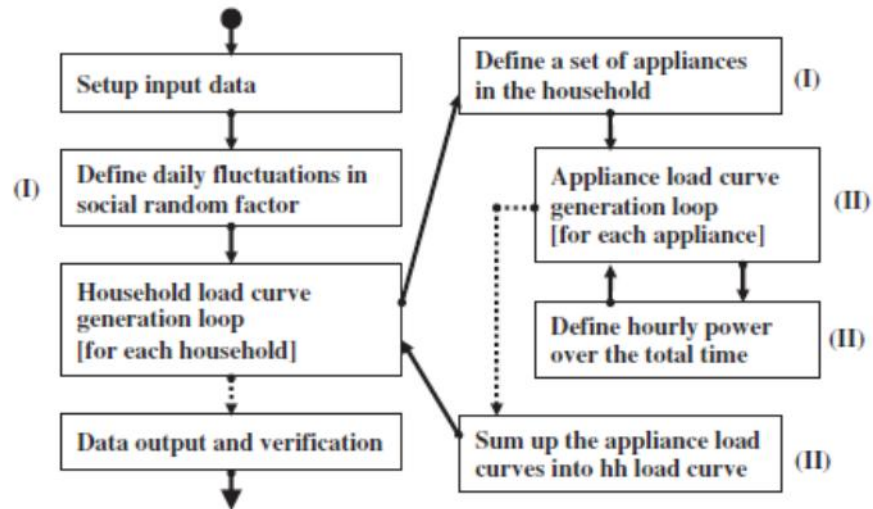 Setup input data
(I)
Define daily fluctuations in
social random factor
Household load curve
generation loop
[for each household]
Data output and verification
Define a set of appliances
in the household
(I)
Appliance load curve
generation loop
[for each appliance]
(II)
Define hourly power
over the total time
(II)
Sum up the appliance load
curves into hh load curve
(II)